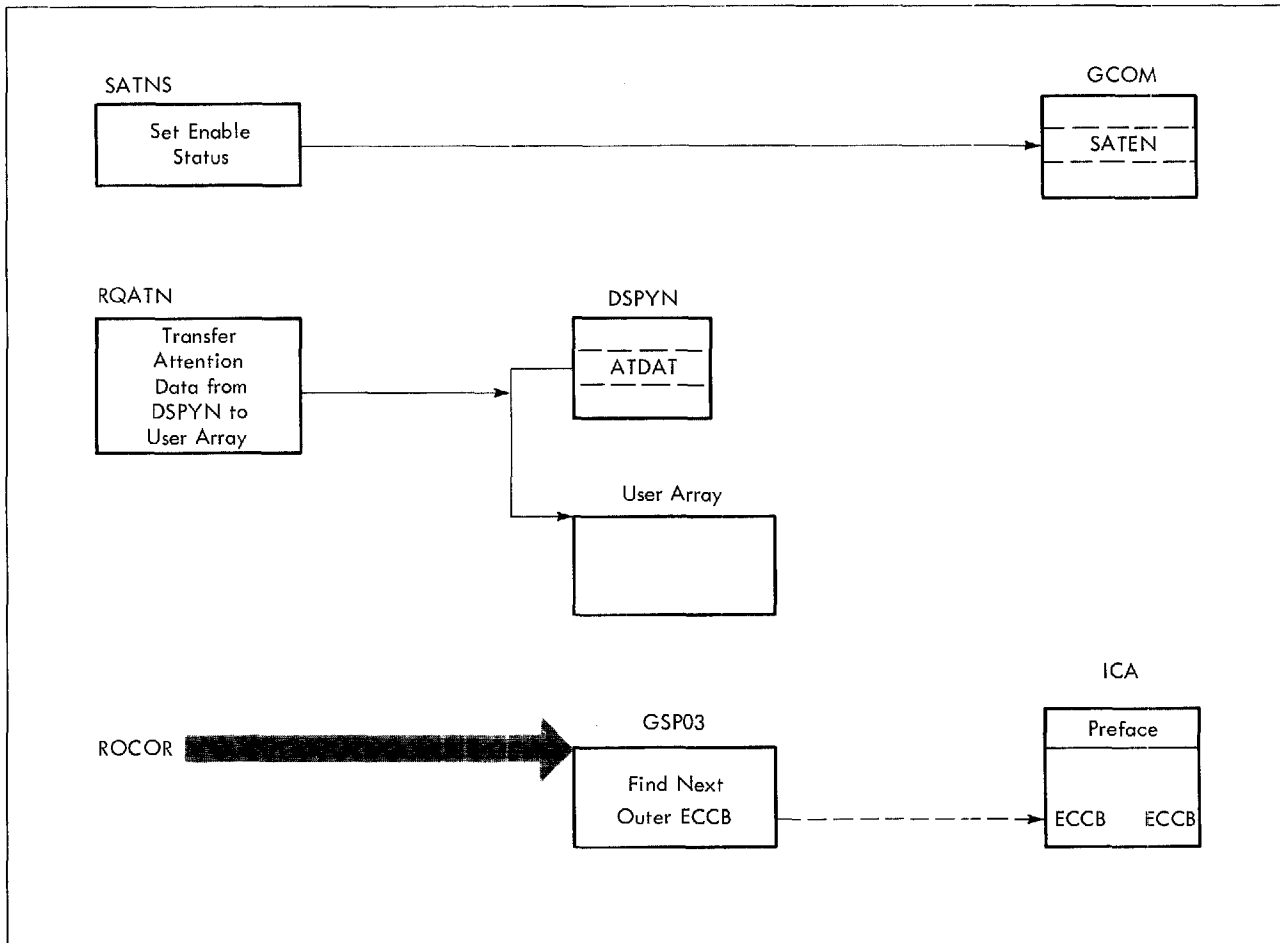 SATNS
Set Enable
Status
GCOM
SATEN
RQATN
Transfer
Attention
Data from
DSPYN to
User Array
DSPYN
ATDAT
User Array
ROCOR
GSP03
Find Next
Outer ECCB
ICA
Preface
ECCB ECCB